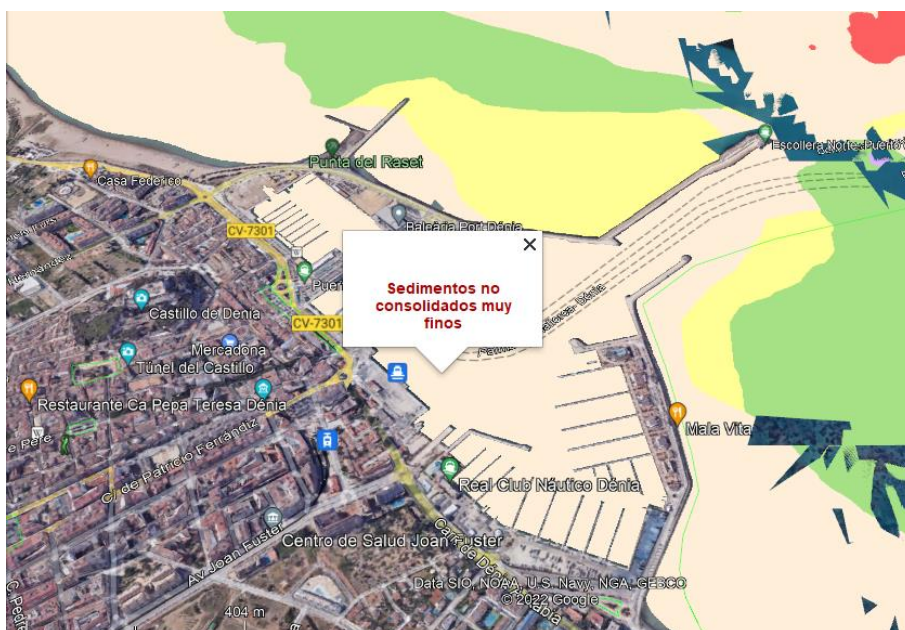 Punta del Raset
Escollera Norte-Puerto
Casa Federico
Balearia Port Dénia
CV-7301
Sedimentos no
consolidados muy
finos
Castillo de Denia
CV-7301
Mercadona
Túnel del Castillo
Restaurante Ca Pepa Teresa Dénia
Mala Vita
C/ de Patricio Ferrándiz
Real Club Náutico Dénia
Centro de Salud Joan Fuster
Av Joan Fuster
Data SIO, NOAA, U.S. Navy, NGA, GEBCO
© 2022 Google
404 m